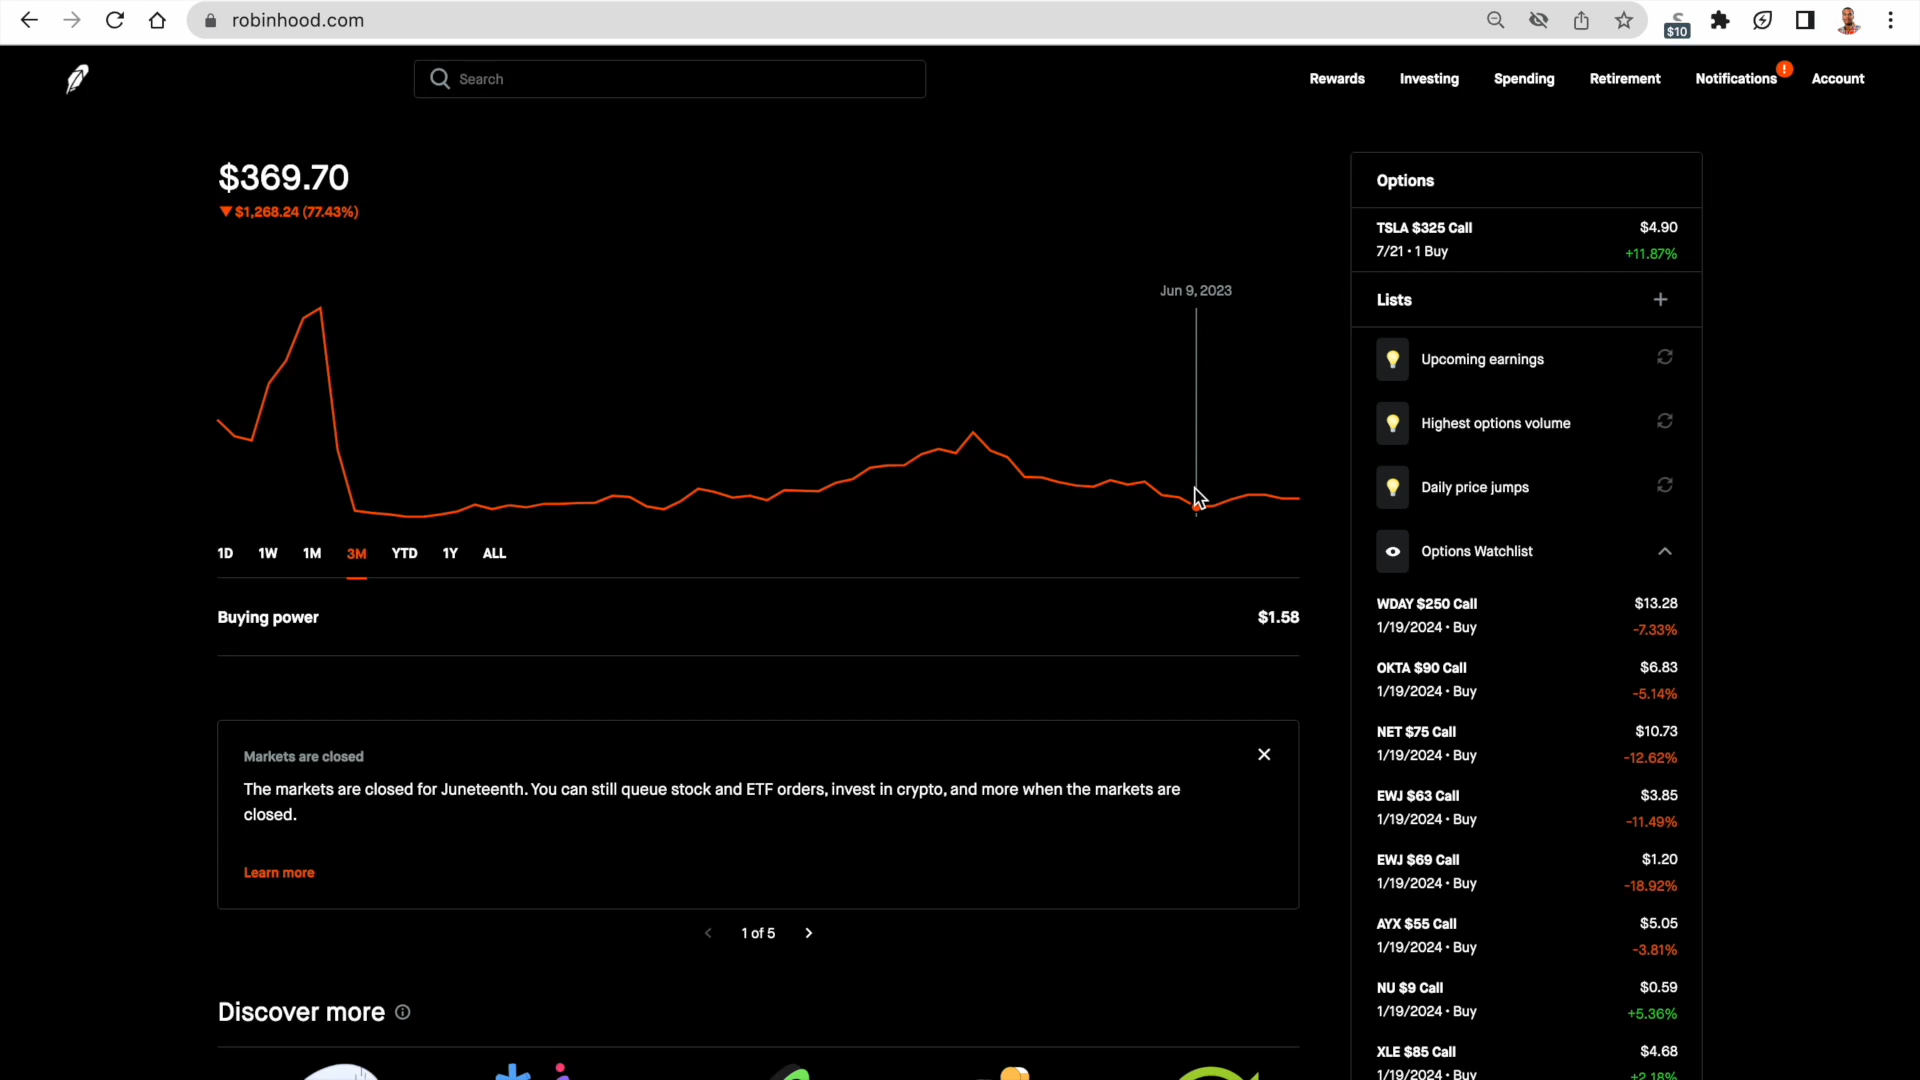 robinhood.com
$10
Search
Rewards
Investing
Spending
Retirement
Notifications
!
Account
$369.70
▼$1,268.24 (77.43%)
Jun 9, 2023
1D 1W 1M 3M YTD 1Y ALL
Buying power $1.58
Markets are closed
The markets are closed for Juneteenth. You can still queue stock and ETF orders, invest in crypto, and more when the markets are
closed.
Learn more
1 of 5
Discover more
Options
TSLA $325 Call $4.90
7/21 • 1 Buy +11.87%
Lists
Upcoming earnings
Highest options volume
Daily price jumps
Options Watchlist
WDAY $250 Call $13.28
1/19/2024 • Buy -7.33%
OKTA $90 Call $6.83
1/19/2024 • Buy -5.14%
NET $75 Call $10.73
1/19/2024 • Buy -12.62%
EWJ $63 Call $3.85
1/19/2024 • Buy -11.49%
EWJ $69 Call $1.20
1/19/2024 • Buy -18.92%
AYX $55 Call $5.05
1/19/2024 • Buy -3.81%
NU $9 Call $0.59
1/19/2024 • Buy +5.36%
XLE $85 Call $4.68
1/19/2024 • Buy +2.18%